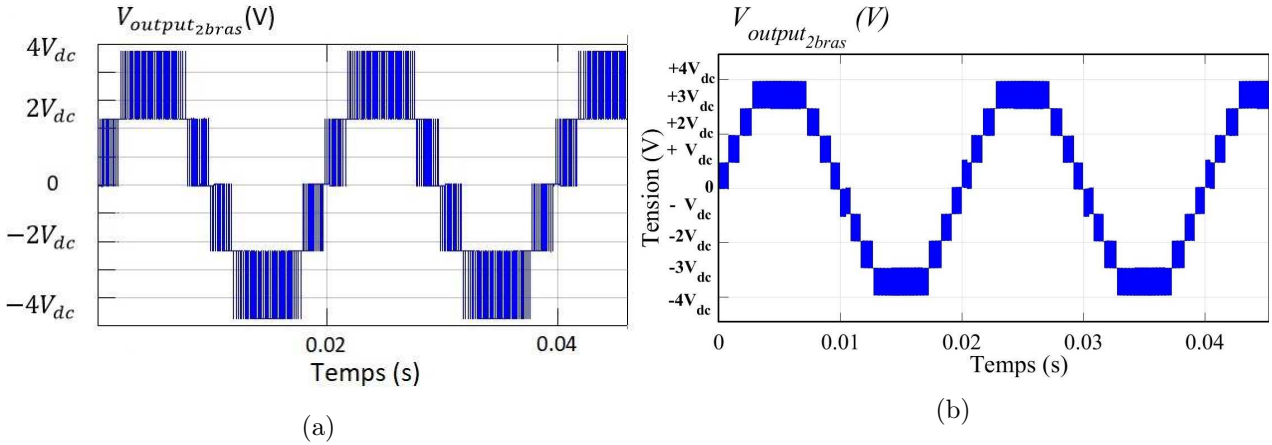 V_output_2bras (V)
4V_dc
2V_dc
0
−2V_dc
−4V_dc
0.02
0.04
Temps (s)
(a)
V_output_2bras (V)
Tension (V)
+4V_dc
+3V_dc
+2V_dc
+ V_dc
0
- V_dc
-2V_dc
-3V_dc
-4V_dc
0
0.01
0.02
0.03
0.04
Temps (s)
(b)